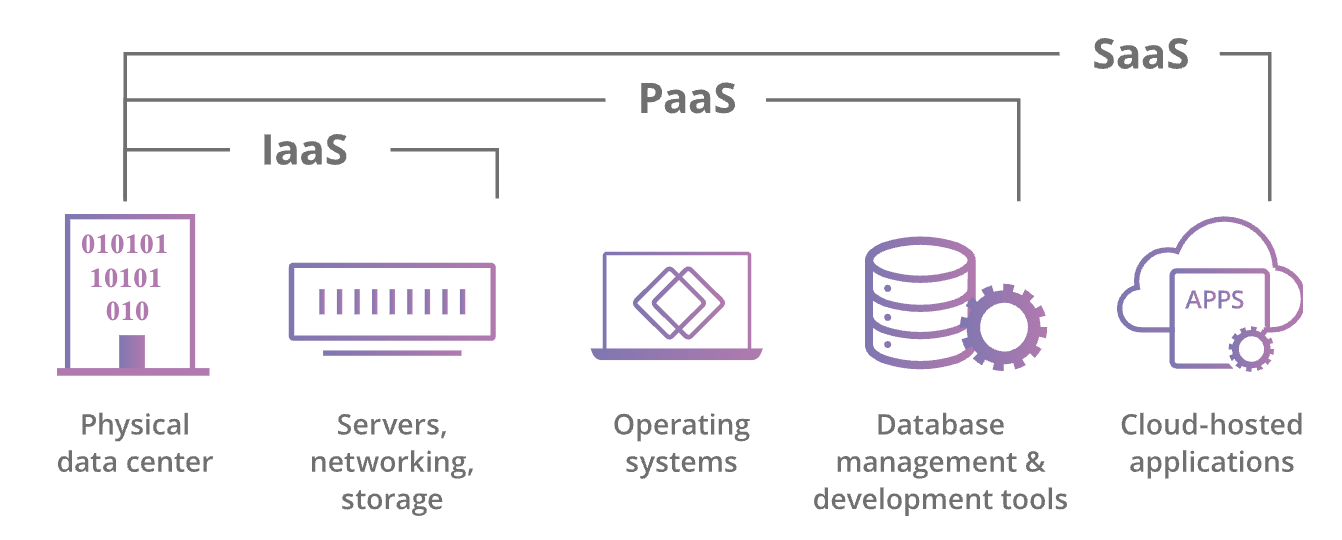 SaaS
PaaS
IaaS
010101
10101
010
APPS
Physical
data center
Servers,
networking,
storage
Operating
systems
Database
management &
development tools
Cloud-hosted
applications